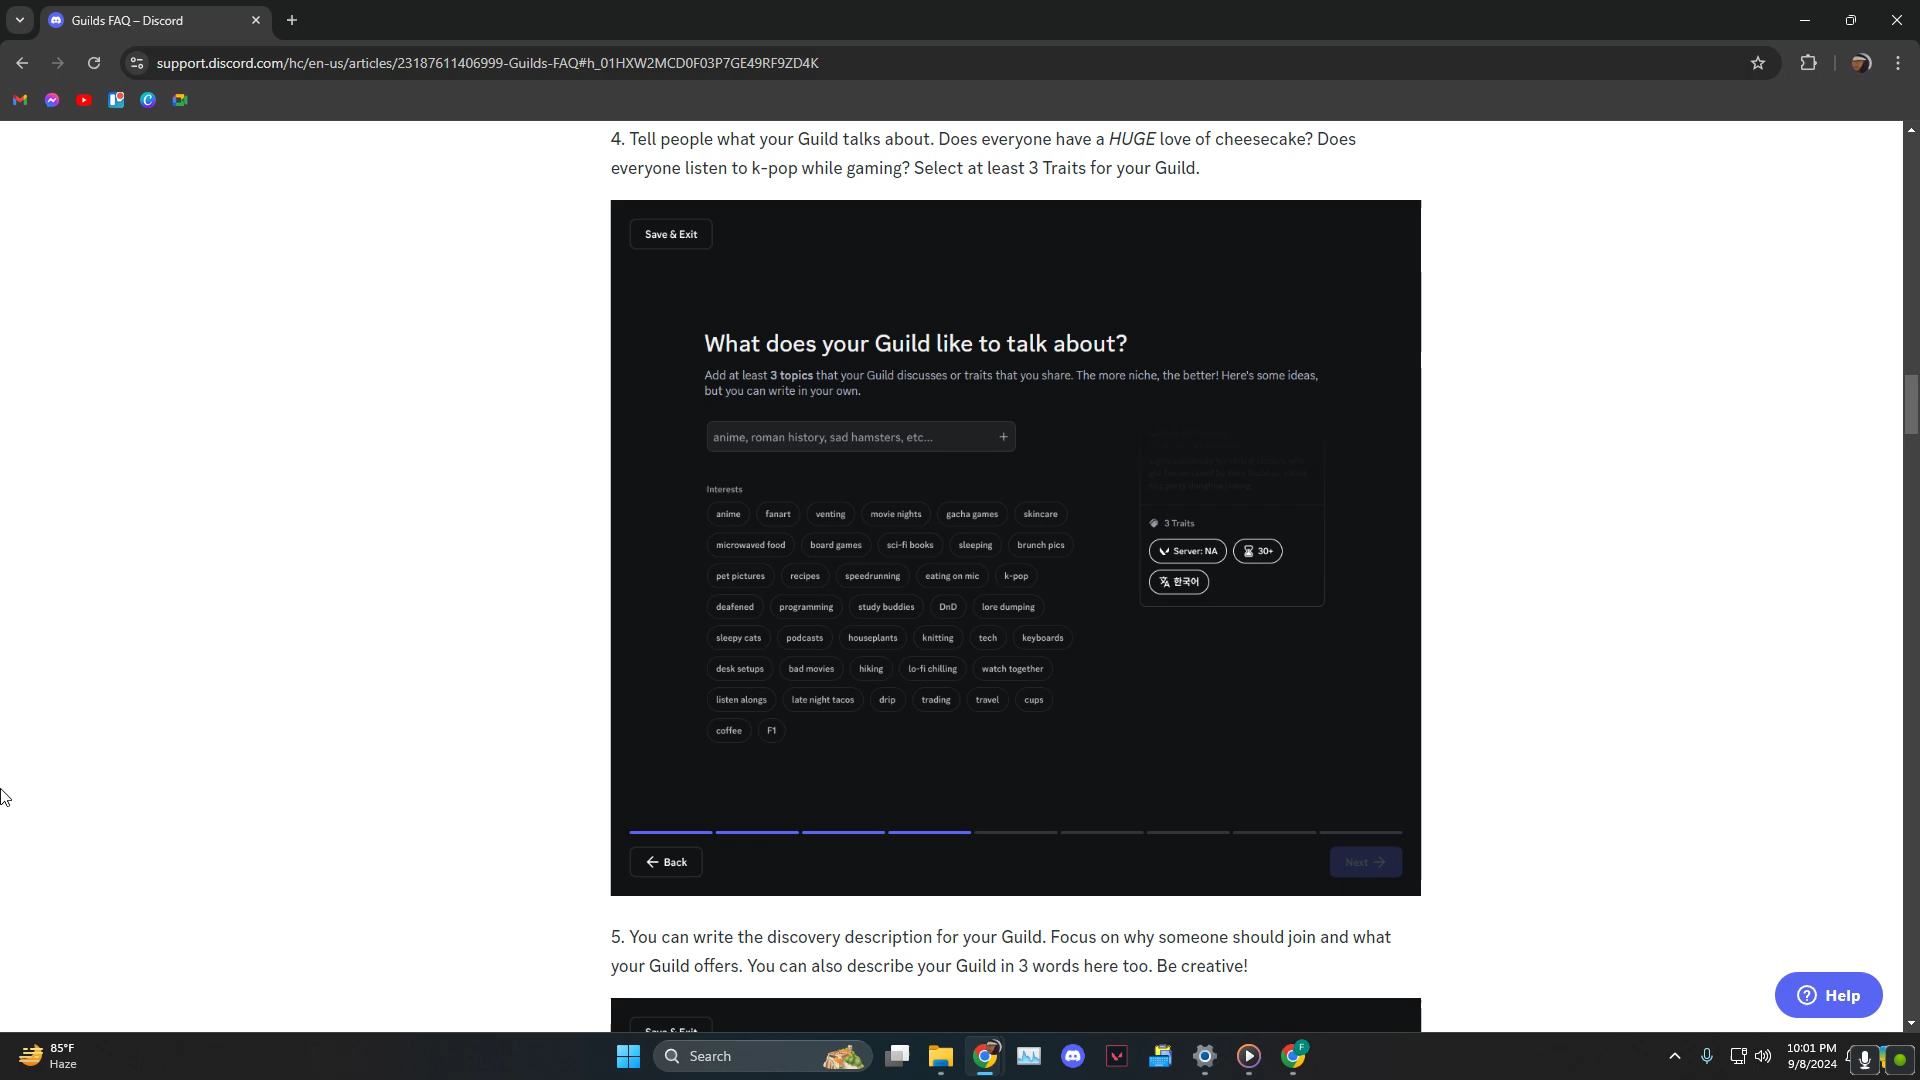 Guilds FAQ – Discord
support.discord.com/hc/en-us/articles/23187611406999-Guilds-FAQ#h_01HXW2MCD0F03P7GE49RF9ZD4K
4. Tell people what your Guild talks about. Does everyone have a HUGE love of cheesecake? Does
everyone listen to k-pop while gaming? Select at least 3 Traits for your Guild.
Save & Exit
What does your Guild like to talk about?
Add at least 3 topics that your Guild discusses or traits that you share. The more niche, the better! Here's some ideas,
but you can write in your own.
anime, roman history, sad hamsters, etc...
Interests
anime fanart venting movie nights gacha games skincare
microwaved food board games sci-fi books sleeping brunch pics
pet pictures recipes speedrunning eating on mic k-pop
deafened programming study buddies DnD lore dumping
sleepy cats podcasts houseplants knitting tech keyboards
desk setups bad movies hiking lo-fi chilling watch together
listen alongs late night tacos drip trading travel cups
coffee F1
3 Traits
Server: NA 30+
한국어
Back
Next
5. You can write the discovery description for your Guild. Focus on why someone should join and what
your Guild offers. You can also describe your Guild in 3 words here too. Be creative!
Save & Exit
Help
85°F
Haze
Search
10:01 PM
9/8/2024